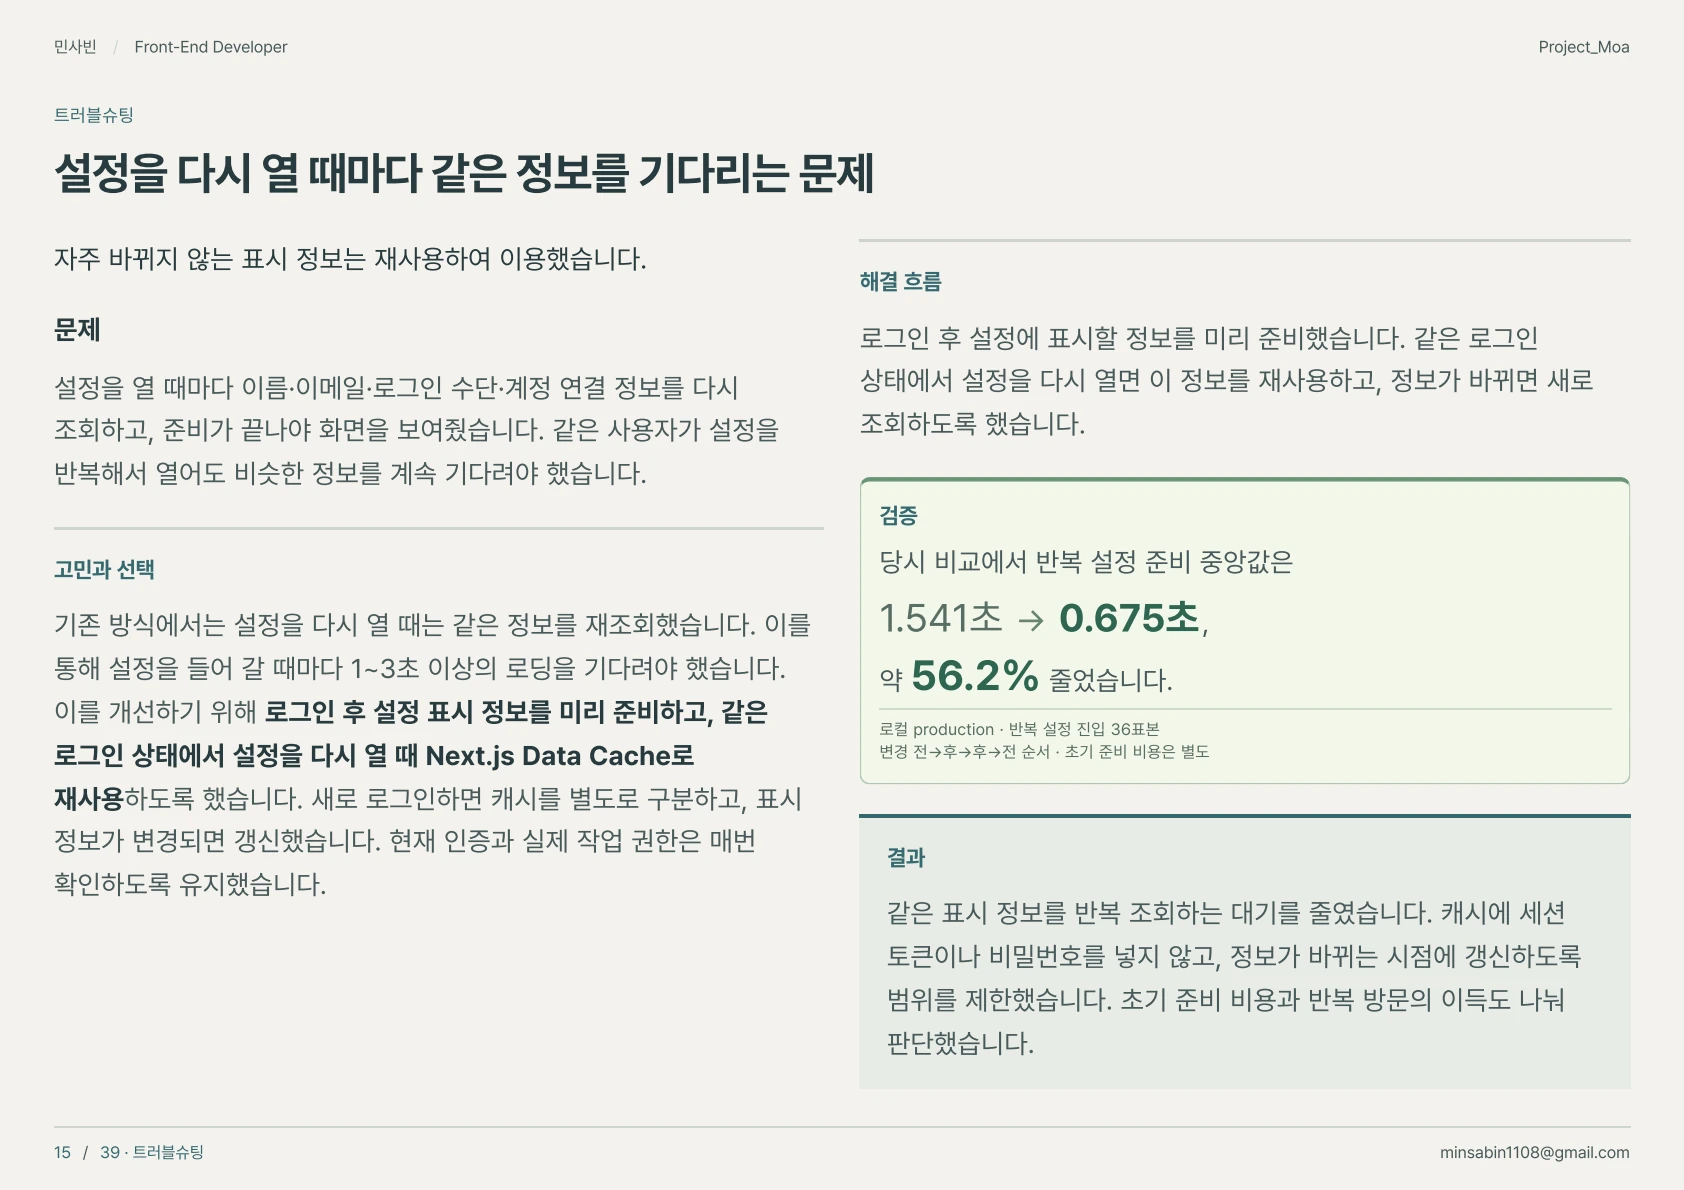 민사빈 / Front-End Developer
Project_Moa
트러블슈팅
설정을 다시 열 때마다 같은 정보를 기다리는 문제
자주 바뀌지 않는 표시 정보는 재사용하여 이용했습니다.
문제
설정을 열 때마다 이름·이메일·로그인 수단·계정 연결 정보를 다시
조회하고, 준비가 끝나야 화면을 보여줬습니다. 같은 사용자가 설정을
반복해서 열어도 비슷한 정보를 계속 기다려야 했습니다.
고민과 선택
기존 방식에서는 설정을 다시 열 때는 같은 정보를 재조회했습니다. 이를
통해 설정을 들어 갈 때마다 1~3초 이상의 로딩을 기다려야 했습니다.
이를 개선하기 위해 로그인 후 설정 표시 정보를 미리 준비하고, 같은
로그인 상태에서 설정을 다시 열 때 Next.js Data Cache로
재사용하도록 했습니다. 새로 로그인하면 캐시를 별도로 구분하고, 표시
정보가 변경되면 갱신했습니다. 현재 인증과 실제 작업 권한은 매번
확인하도록 유지했습니다.
해결 흐름
로그인 후 설정에 표시할 정보를 미리 준비했습니다. 같은 로그인
상태에서 설정을 다시 열면 이 정보를 재사용하고, 정보가 바뀌면 새로
조회하도록 했습니다.
검증
당시 비교에서 반복 설정 준비 중앙값은
1.541초 → 0.675초,
약 56.2% 줄었습니다.
로컬 production · 반복 설정 진입 36표본
변경 전→후→후→전 순서 · 초기 준비 비용은 별도
결과
같은 표시 정보를 반복 조회하는 대기를 줄였습니다. 캐시에 세션
토큰이나 비밀번호를 넣지 않고, 정보가 바뀌는 시점에 갱신하도록
범위를 제한했습니다. 초기 준비 비용과 반복 방문의 이득도 나눠
판단했습니다.
15 / 39 · 트러블슈팅
minsabin1108@gmail.com